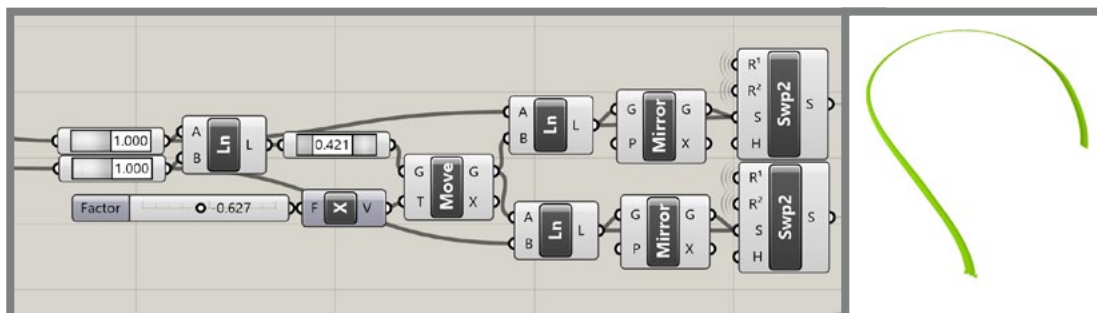 1.000
1.000
A
B
Ln
L
0.421
Factor
-0.627
F
X
V
G
T
Move
G
X
A
B
Ln
L
G
P
Mirror
G
X
R¹
R²
S
H
Swp2
S
A
B
Ln
L
G
P
Mirror
G
X
R¹
R²
S
H
Swp2
S